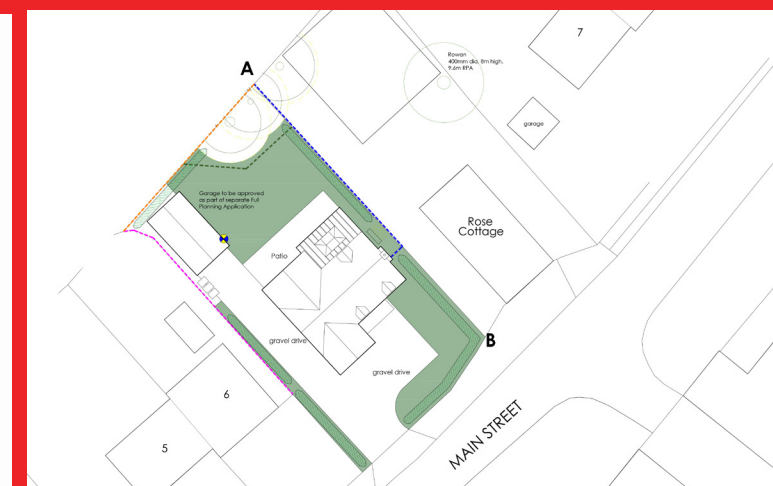 A
Rowan
400mm dia, 8m high,
9.6m RPA
7
garage
Garage to be approved
as part of separate Full
Planning Application
Rose
Cottage
Patio
B
gravel drive
gravel drive
6
5
MAIN STREET